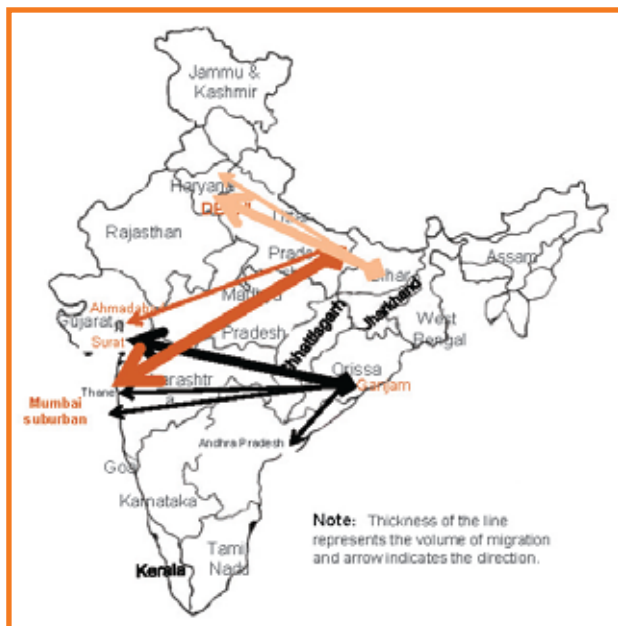 Jammu &
Kashmir
Haryana
Rajasthan
Assam
Bihar
Jharkhand
Ahmadab
Gujarat
Madhya
Pradesh
West
Bengal
Surat
Orissa
Ganjam
Thane
Mumbai
suburban
Andhra Pradesh
Goa
Karnataka
Kerala
Tamil
Nadu
Note: Thickness of the line
represents the volume of migration
and arrow indicates the direction.